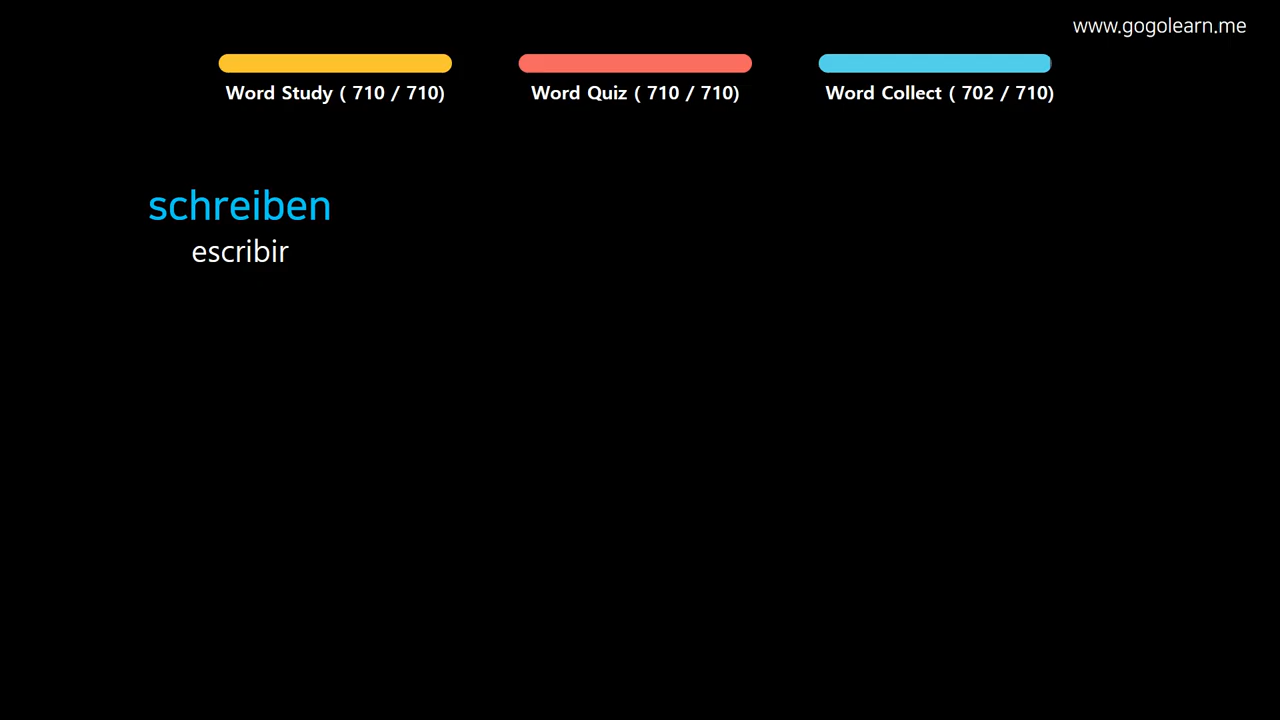 www.gogolearn.me
Word Study ( 710 / 710)
Word Quiz ( 710 / 710)
Word Collect ( 702 / 710)
schreiben
escribir